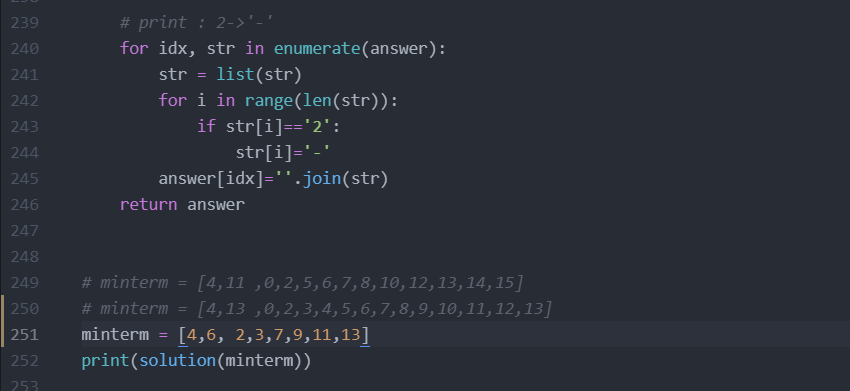 239 # print : 2->'-'
240 for idx, str in enumerate(answer):
241 str = list(str)
242 for i in range(len(str)):
243 if str[i]=='2':
244 str[i]='-'
245 answer[idx]=''.join(str)
246 return answer
247
248
249 # minterm = [4,11 ,0,2,5,6,7,8,10,12,13,14,15]
250 # minterm = [4,13 ,0,2,3,4,5,6,7,8,9,10,11,12,13]
251 minterm = [4,6, 2,3,7,9,11,13]
252 print(solution(minterm))
253